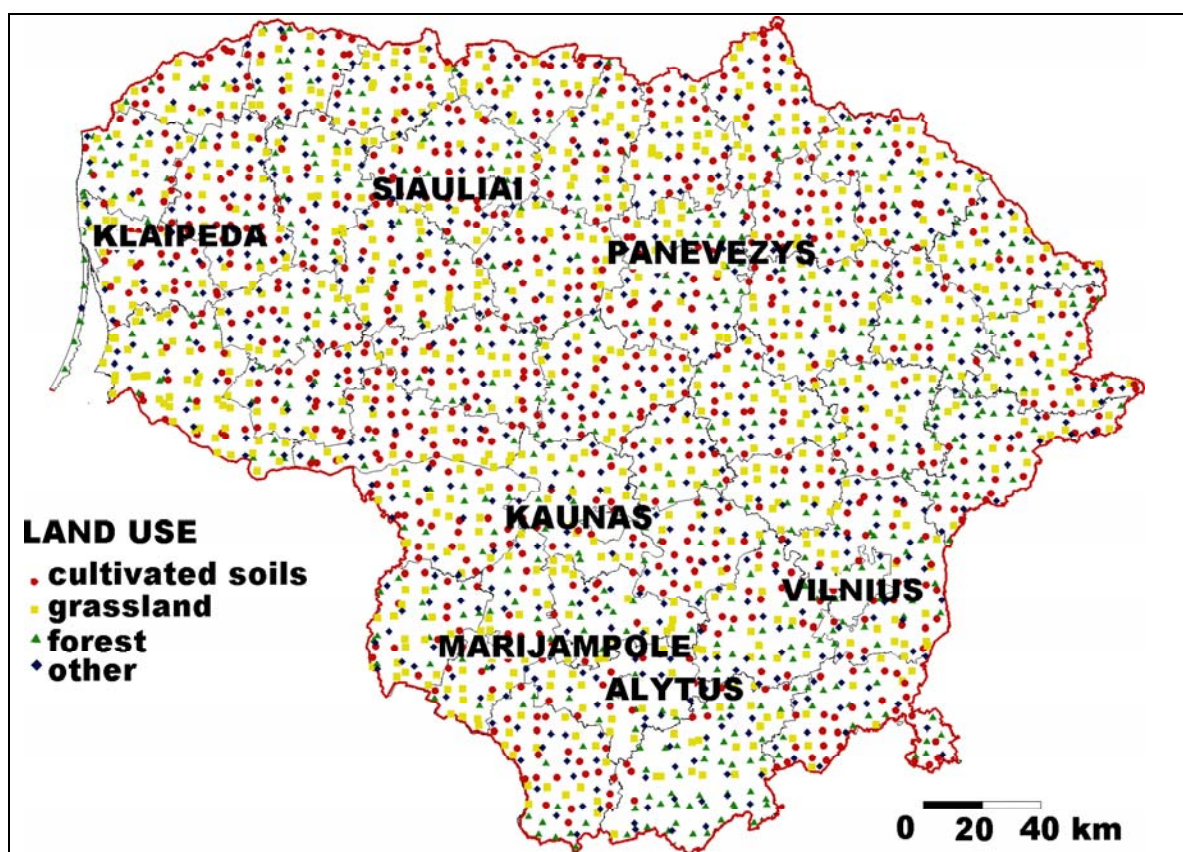 SIAULIAI
KLAIPEDA
PANEVEZYS
KAUNAS
LAND USE
cultivated soils
grassland
forest
other
VILNIUS
MARIJAMPOLE
ALYTUS
0 20 40 km